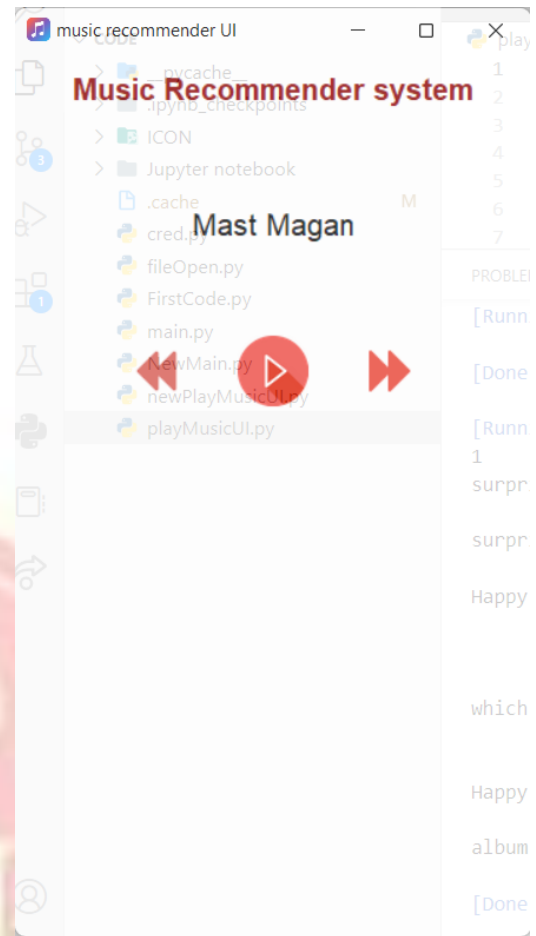 music recommender UI
CODE
play
Music Recommender system
__pycache__
.ipynb_checkpoints
ICON
Jupyter notebook
.cache M
Mast Magan
cred.py
fileOpen.py
FirstCode.py
main.py
NewMain.py
newPlayMusicUI.py
playMusicUI.py
3
1
1
2
3
4
5
6
7
PROBLE
[Runn
[Done
[Runn
1
surpr
surpr
Happy
which
Happy
album
[Done